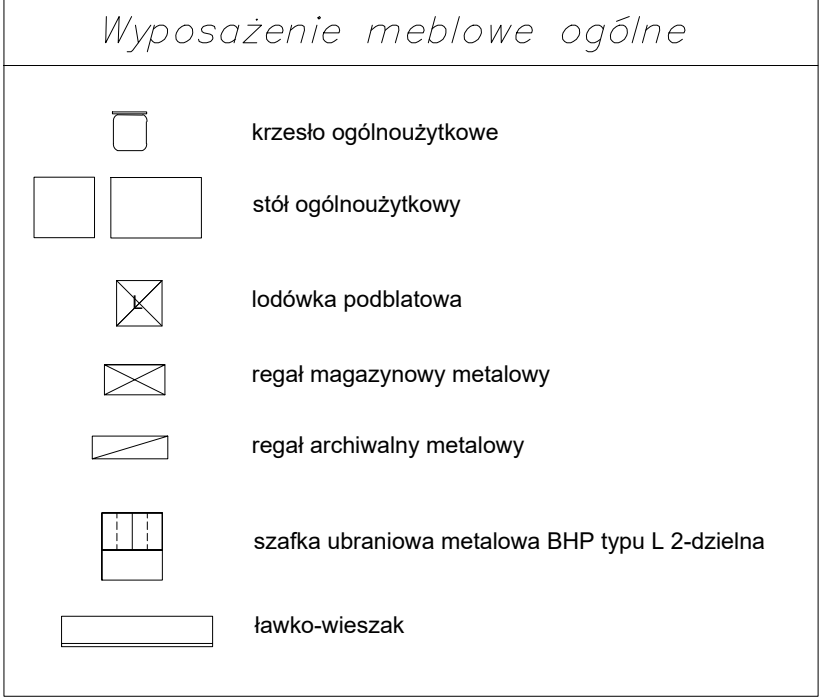 Wyposażenie meblowe ogólne
krzesło ogólnoużytkowe
stół ogólnoużytkowy
L
lodówka podblatowa
regał magazynowy metalowy
regał archiwalny metalowy
szafka ubraniowa metalowa BHP typu L 2-dzielna
ławko-wieszak